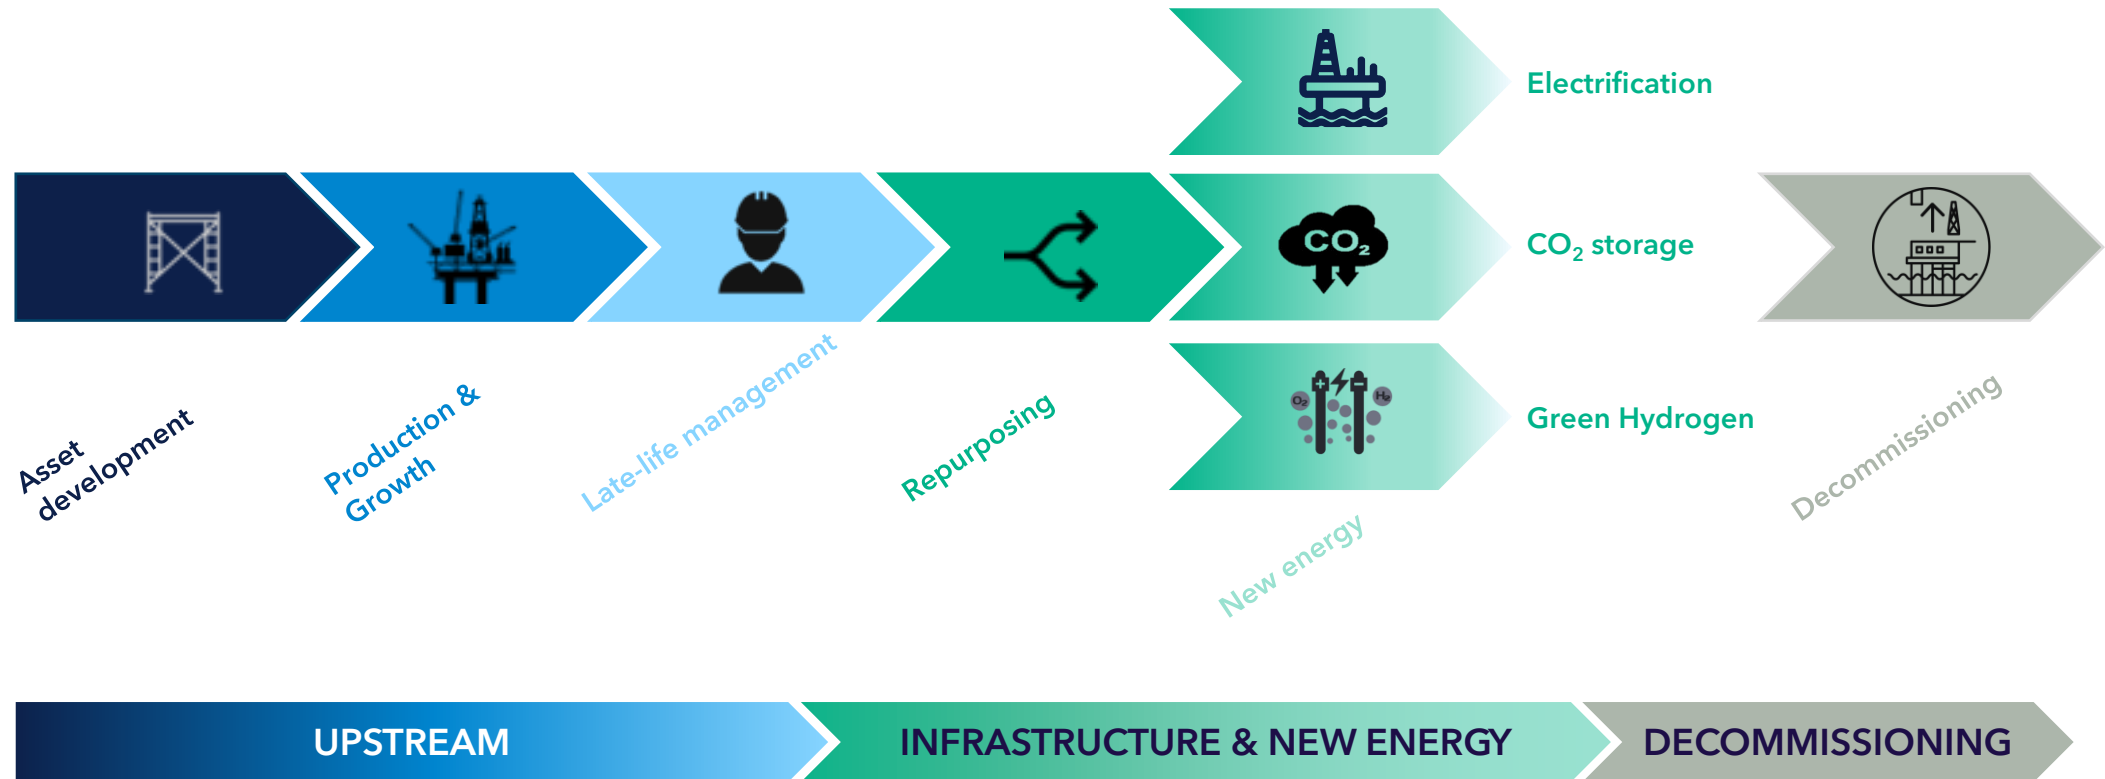 Electrification
CO₂
CO₂ storage
O₂
H₂
Green Hydrogen
Asset
development
Production &
Growth
Late-life management
Repurposing
New energy
Decommissioning
UPSTREAM
INFRASTRUCTURE & NEW ENERGY
DECOMMISSIONING